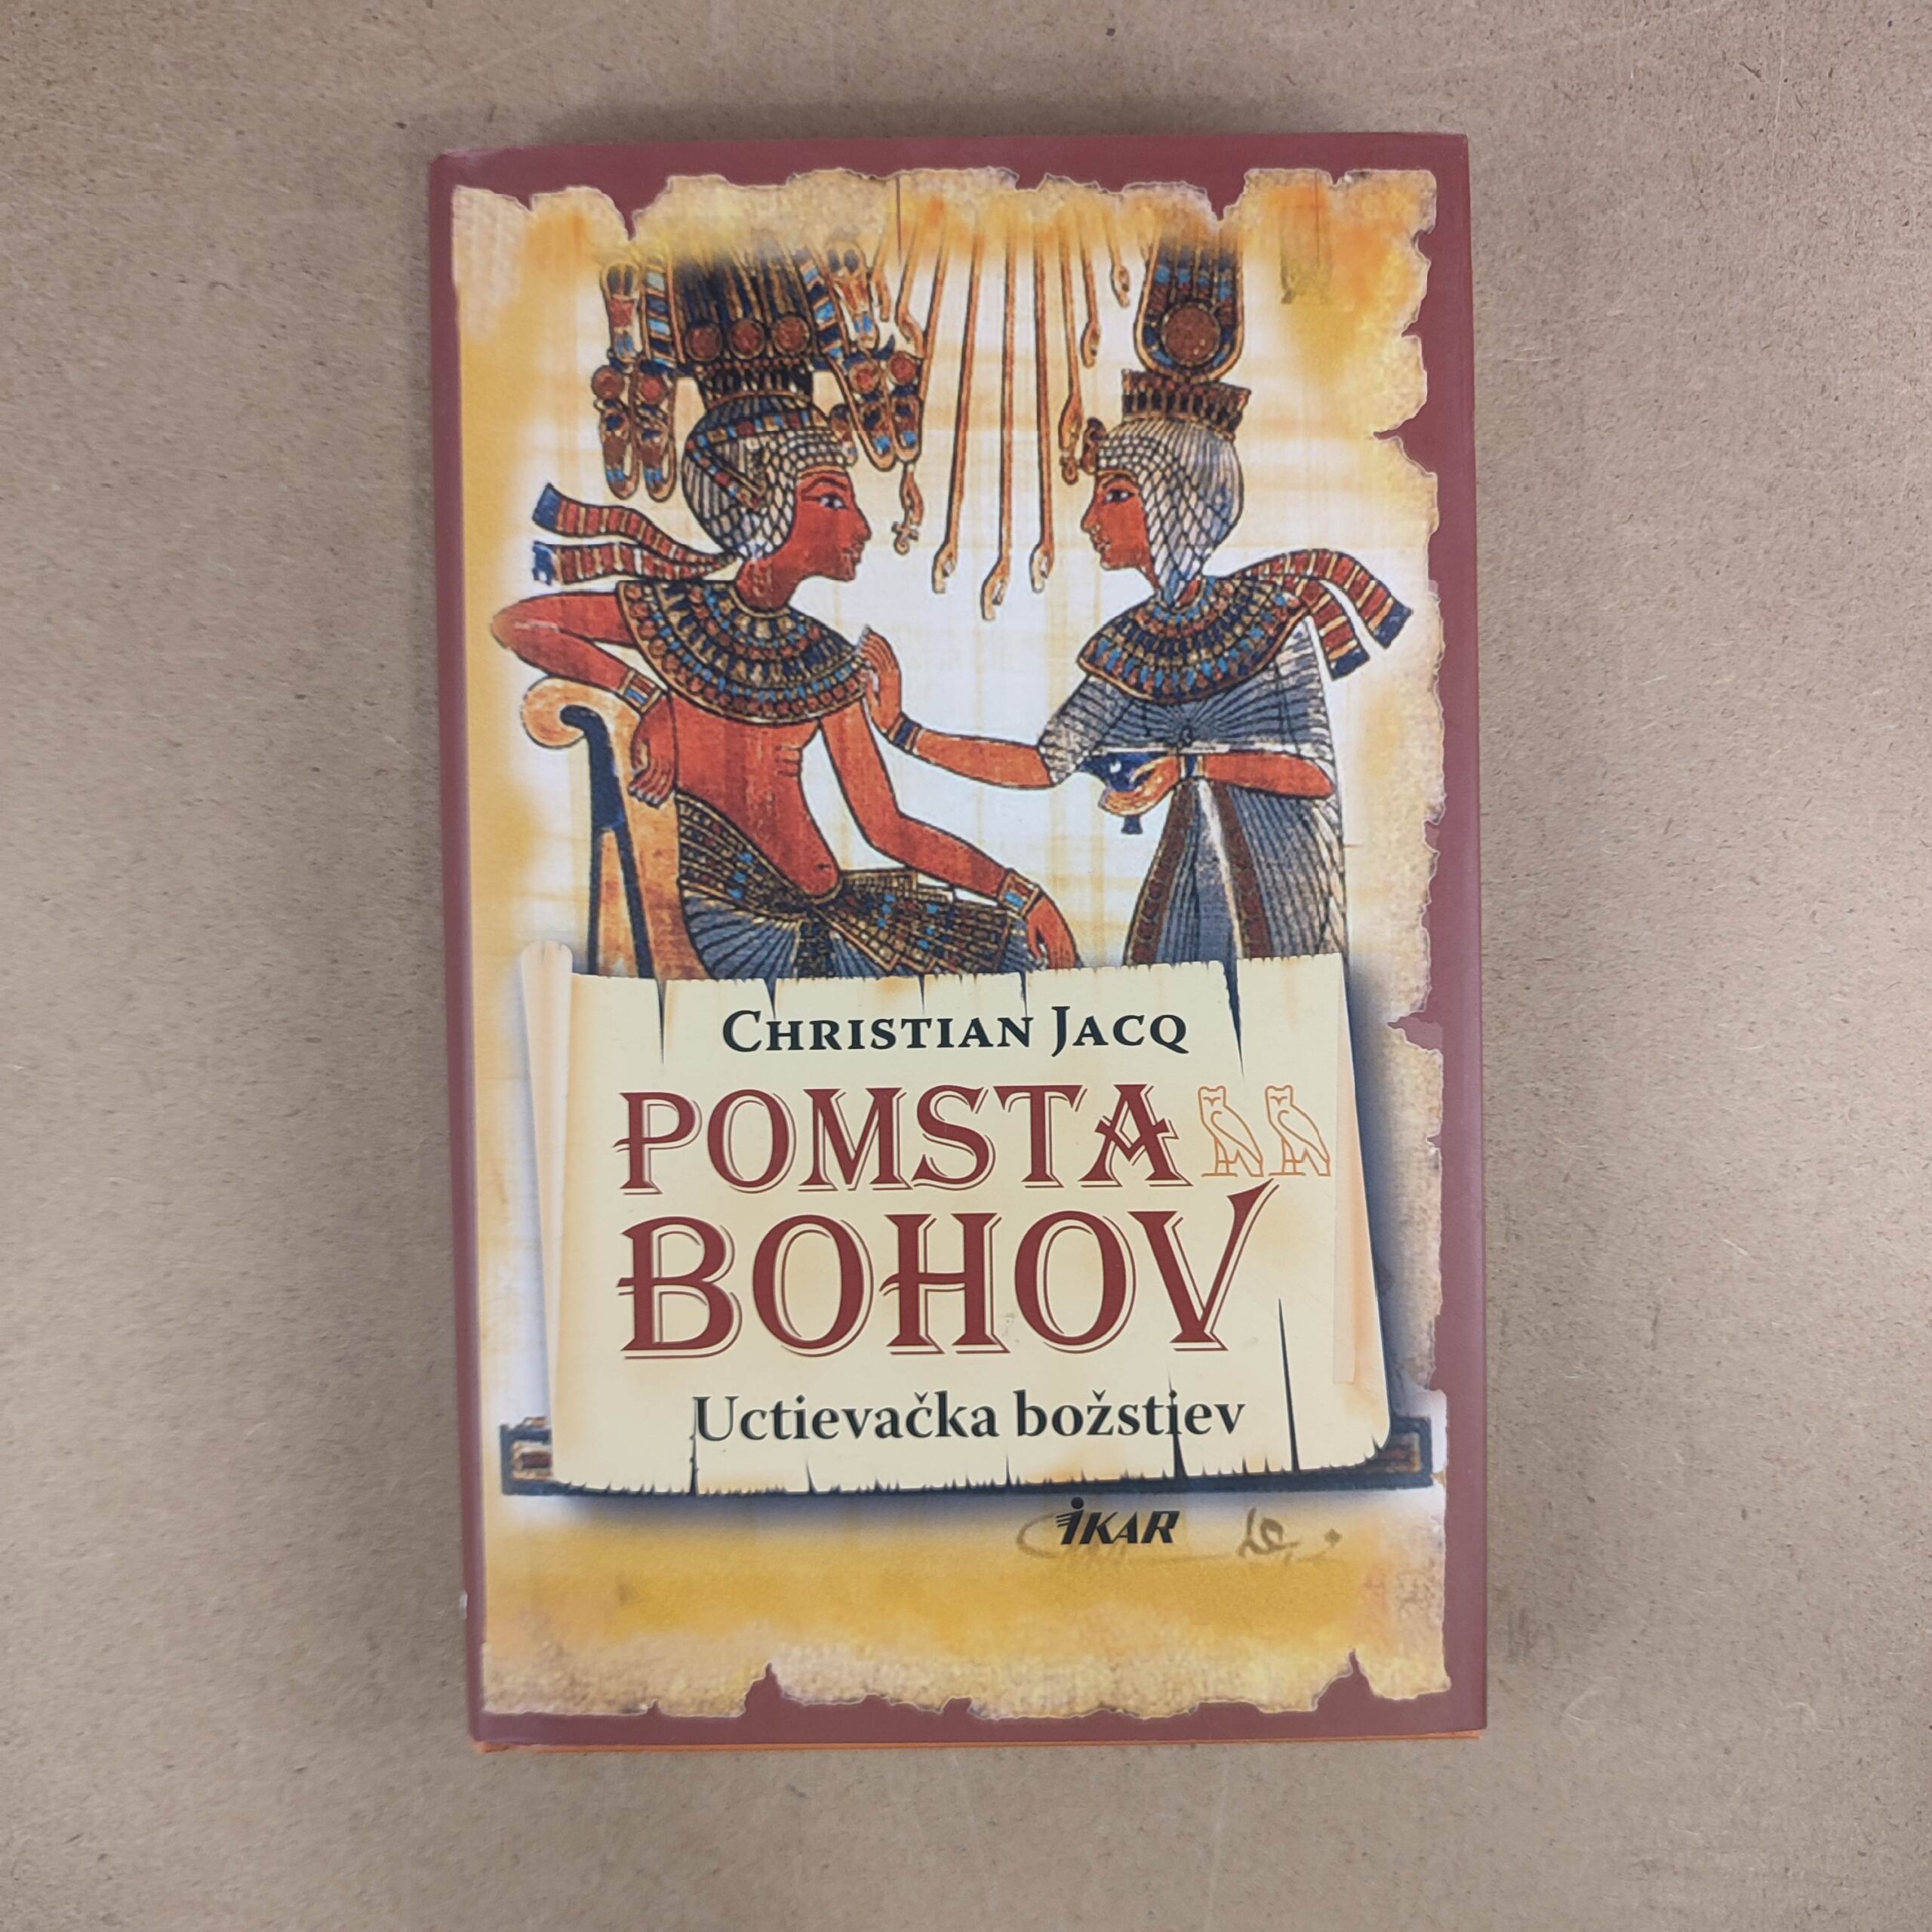 CHRISTIAN JACQ
POMSTA
BOHOV
Uctievačka božstiev
iKAR